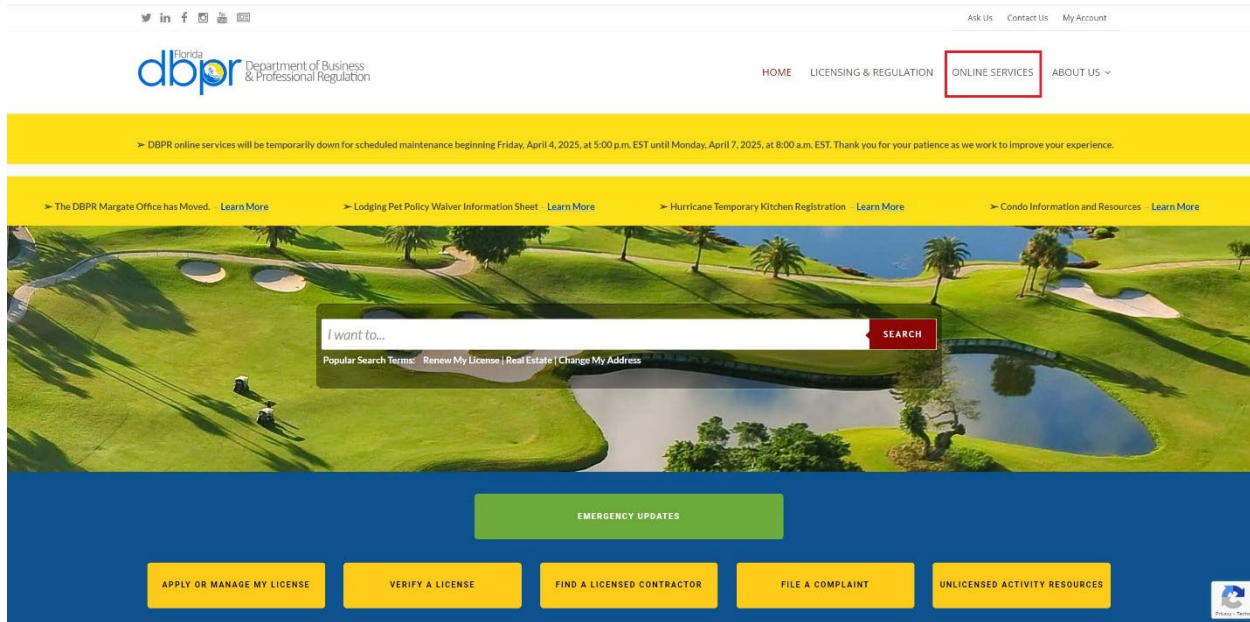 Ask Us Contact Us My Account
Florida
dbpr
Department of Business
& Professional Regulation
HOME LICENSING & REGULATION ONLINE SERVICES ABOUT US
➢ DBPR online services will be temporarily down for scheduled maintenance beginning Friday, April 4, 2025, at 5:00 p.m. EST until Monday, April 7, 2025, at 8:00 a.m. EST. Thank you for your patience as we work to improve your experience.
➢ The DBPR Margate Office has Moved. – Learn More ➢ Lodging Pet Policy Waiver Information Sheet – Learn More ➢ Hurricane Temporary Kitchen Registration – Learn More ➢ Condo Information and Resources – Learn More
I want to... SEARCH
Popular Search Terms: Renew My License | Real Estate | Change My Address
EMERGENCY UPDATES
APPLY OR MANAGE MY LICENSE VERIFY A LICENSE FIND A LICENSED CONTRACTOR FILE A COMPLAINT UNLICENSED ACTIVITY RESOURCES
Privacy - Terms